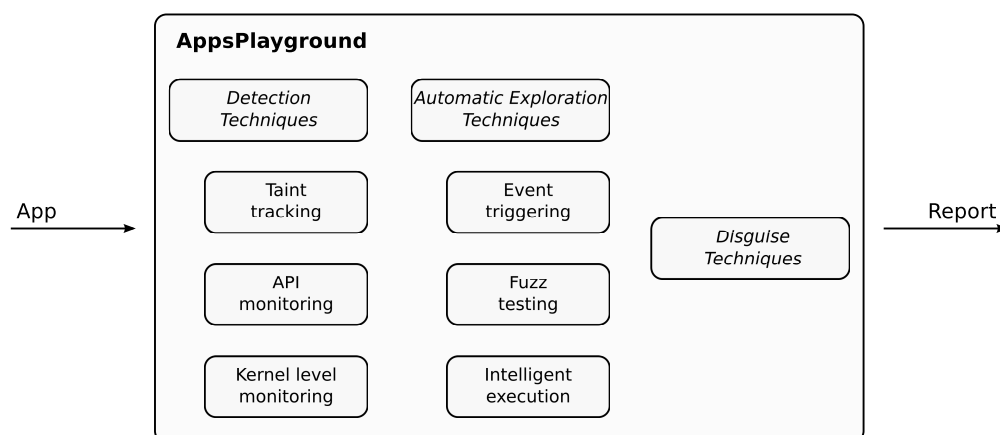 AppsPlayground
Detection
Techniques
Automatic Exploration
Techniques
Taint
tracking
Event
triggering
App
Report
Disguise
Techniques
API
monitoring
Fuzz
testing
Kernel level
monitoring
Intelligent
execution